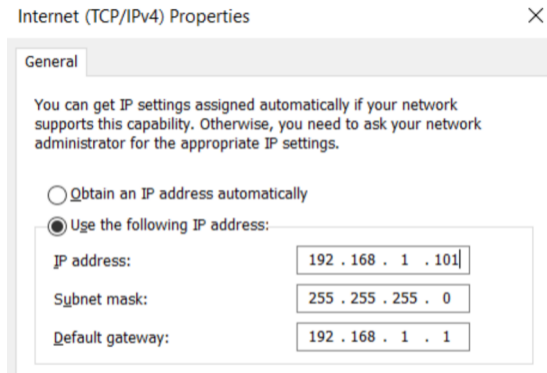 Internet (TCP/IPv4) Properties
General
You can get IP settings assigned automatically if your network
supports this capability. Otherwise, you need to ask your network
administrator for the appropriate IP settings.
Obtain an IP address automatically
Use the following IP address:
IP address: 192 . 168 . 1 . 101
Subnet mask: 255 . 255 . 255 . 0
Default gateway: 192 . 168 . 1 . 1